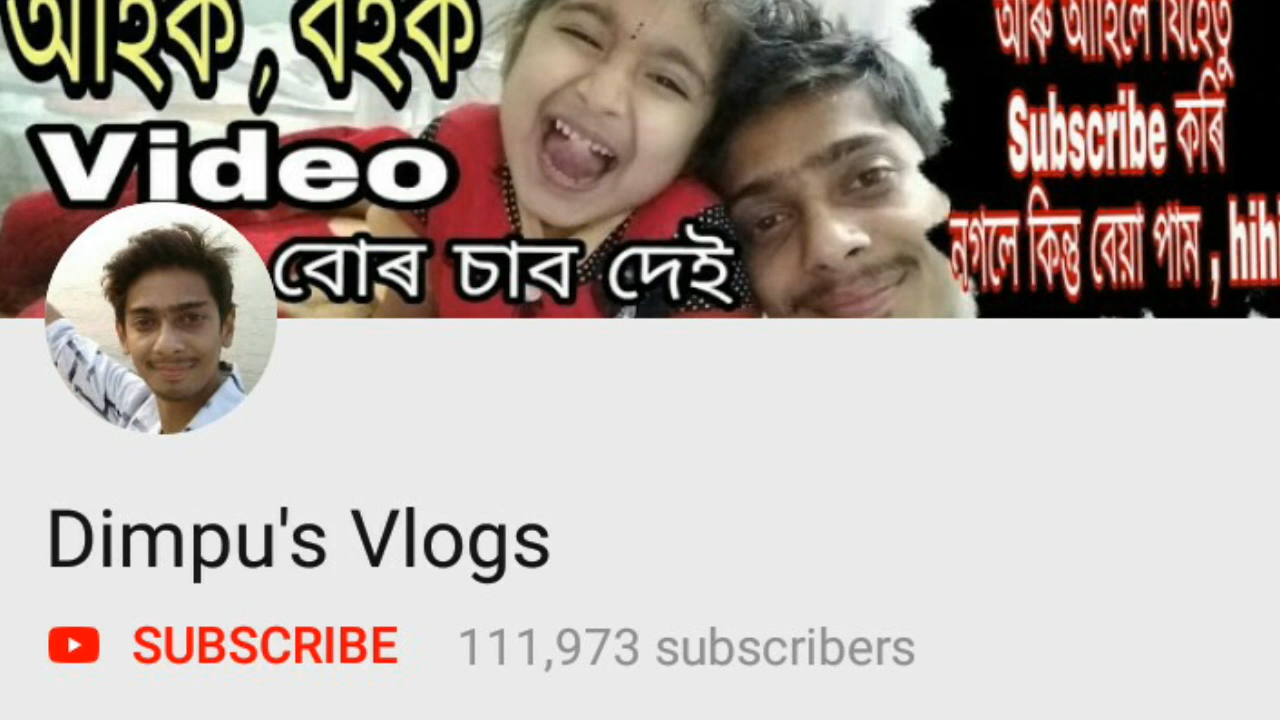 আহক, বহক
Video
বোৰ চাব দেই
আৰু আহিলে যিহেতু
Subscribe কৰি
নগলে কিন্তু বেয়া পাম, hihi
Dimpu's Vlogs
SUBSCRIBE 111,973 subscribers